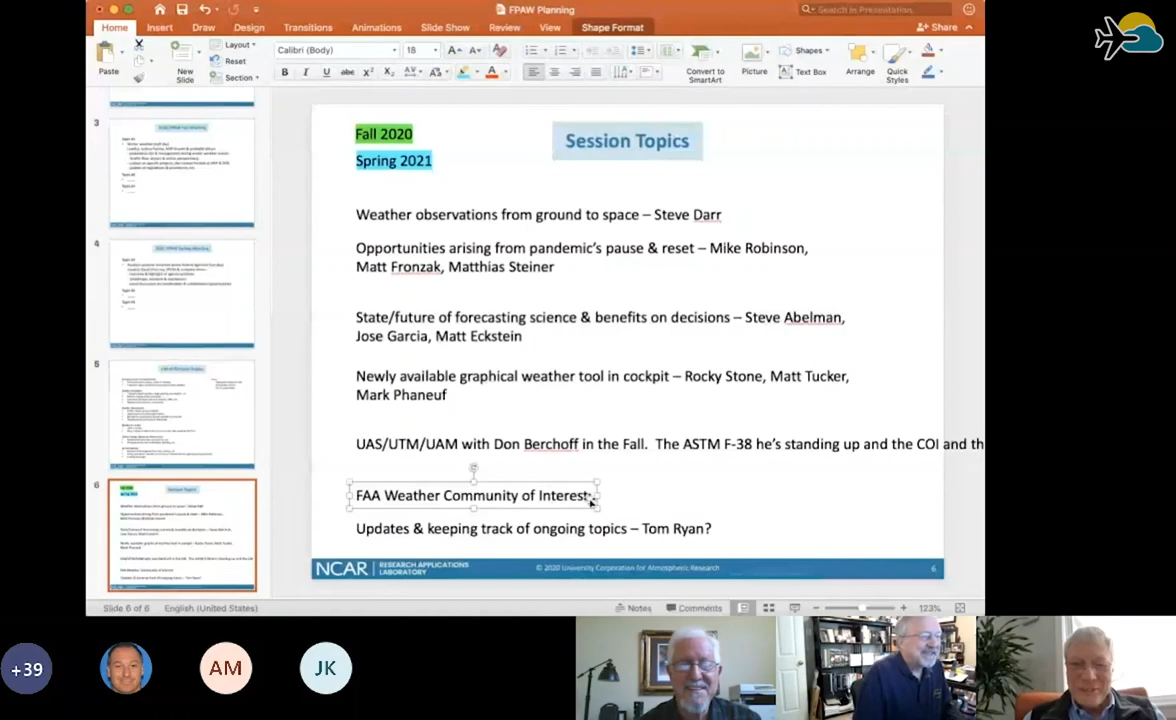 FPAW Planning
Search in Presentation
Home Insert Draw Design Transitions Animations Slide Show Review View Shape Format Share
Paste
New
Slide
Layout
Reset
Section
Calibri (Body) 18
Convert to
SmartArt
Picture
Shapes
Text Box
Arrange
Quick
Styles
3
4
5
6
Fall 2020
Spring 2021
Session Topics
Weather observations from ground to space – Steve Darr
Opportunities arising from pandemic's pause & reset – Mike Robinson,
Matt Fronzak, Matthias Steiner
State/future of forecasting science & benefits on decisions – Steve Abelman,
Jose Garcia, Matt Eckstein
Newly available graphical weather tool in cockpit – Rocky Stone, Matt Tucker,
Mark Phaneuf
UAS/UTM/UAM with Don Berchoff in the Fall. The ASTM F-38 he's standing up and the COI and th
FAA Weather Community of Interest
Updates & keeping track of ongoing topics – Tom Ryan?
NCAR RESEARCH APPLICATIONS
LABORATORY
© 2020 University Corporation for Atmospheric Research
6
Slide 6 of 6 English (United States) Notes Comments 123%
+39 AM JK